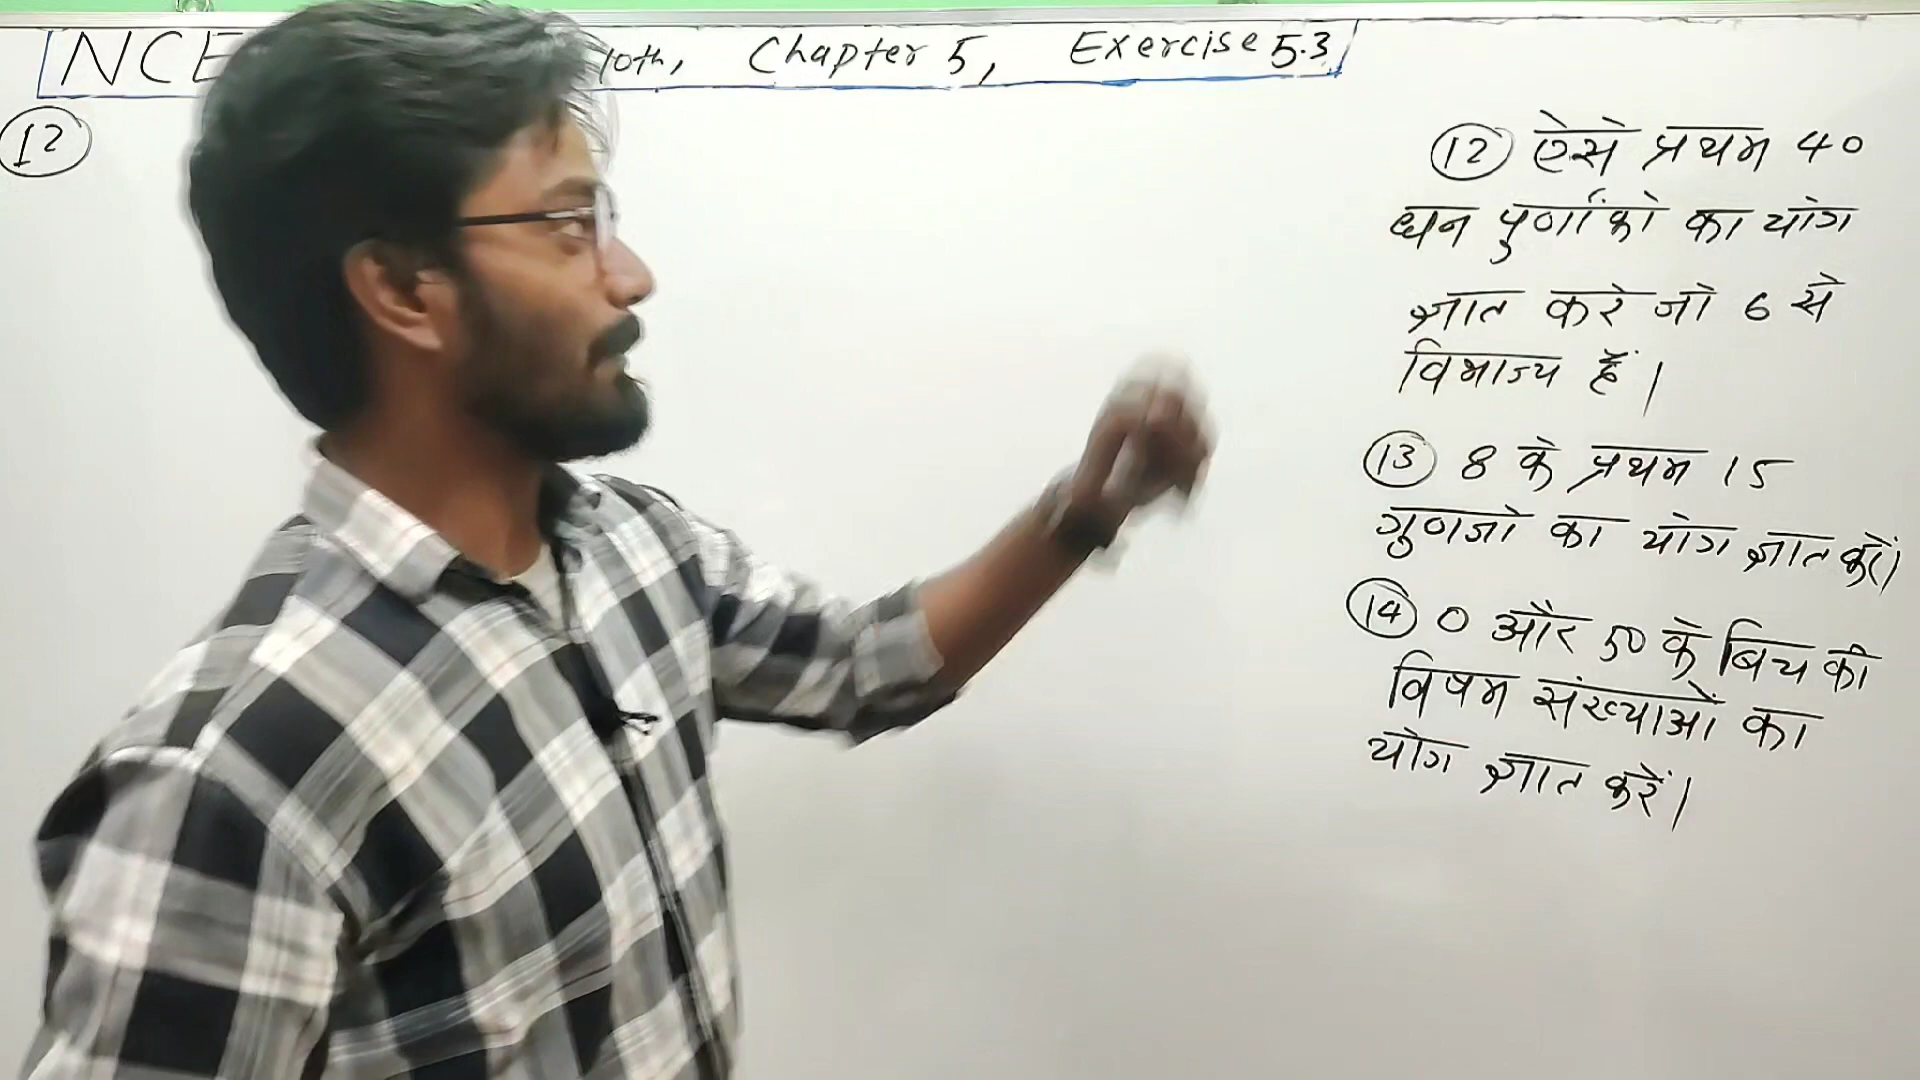 NCE 10th, Chapter 5, Exercise 5.3
12
12 ऐसे प्रथम 40
धन पुर्णांको का योग
ज्ञात करे जो 6 से
विभाज्य हैं।
13 8 के प्रथम 15
गुणजो का योग ज्ञात करें।
14 0 और 50 के बिच की
विषम संख्याओं का
योग ज्ञात करें।